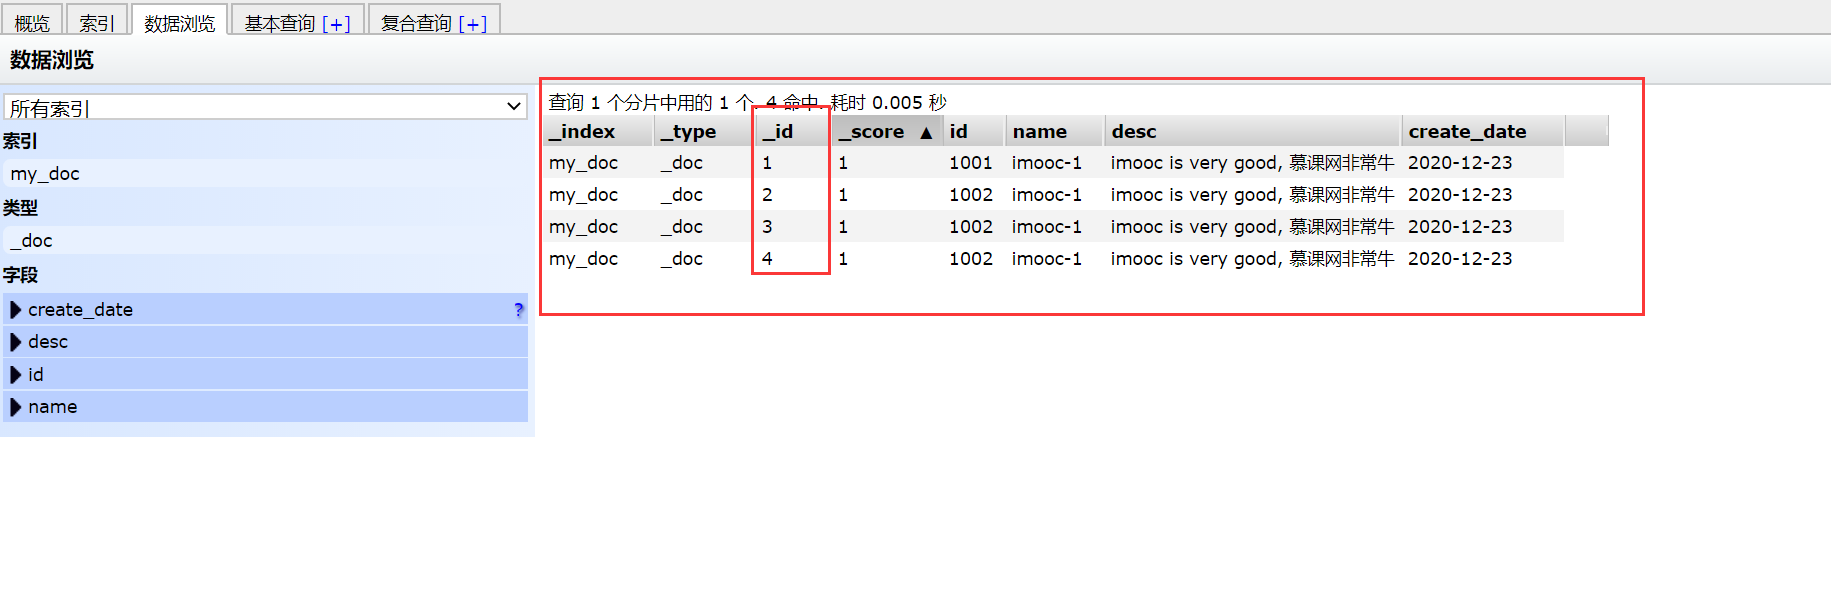 概览 索引 数据浏览 基本查询 [+] 复合查询 [+]
数据浏览
所有索引
索引
my_doc
类型
_doc
字段
create_date ?
desc
id
name
查询 1 个分片中用的 1 个. 4 命中. 耗时 0.005 秒
_index _type _id _score ▲ id name desc create_date
my_doc _doc 1 1 1001 imooc-1 imooc is very good, 慕课网非常牛 2020-12-23
my_doc _doc 2 1 1002 imooc-1 imooc is very good, 慕课网非常牛 2020-12-23
my_doc _doc 3 1 1002 imooc-1 imooc is very good, 慕课网非常牛 2020-12-23
my_doc _doc 4 1 1002 imooc-1 imooc is very good, 慕课网非常牛 2020-12-23